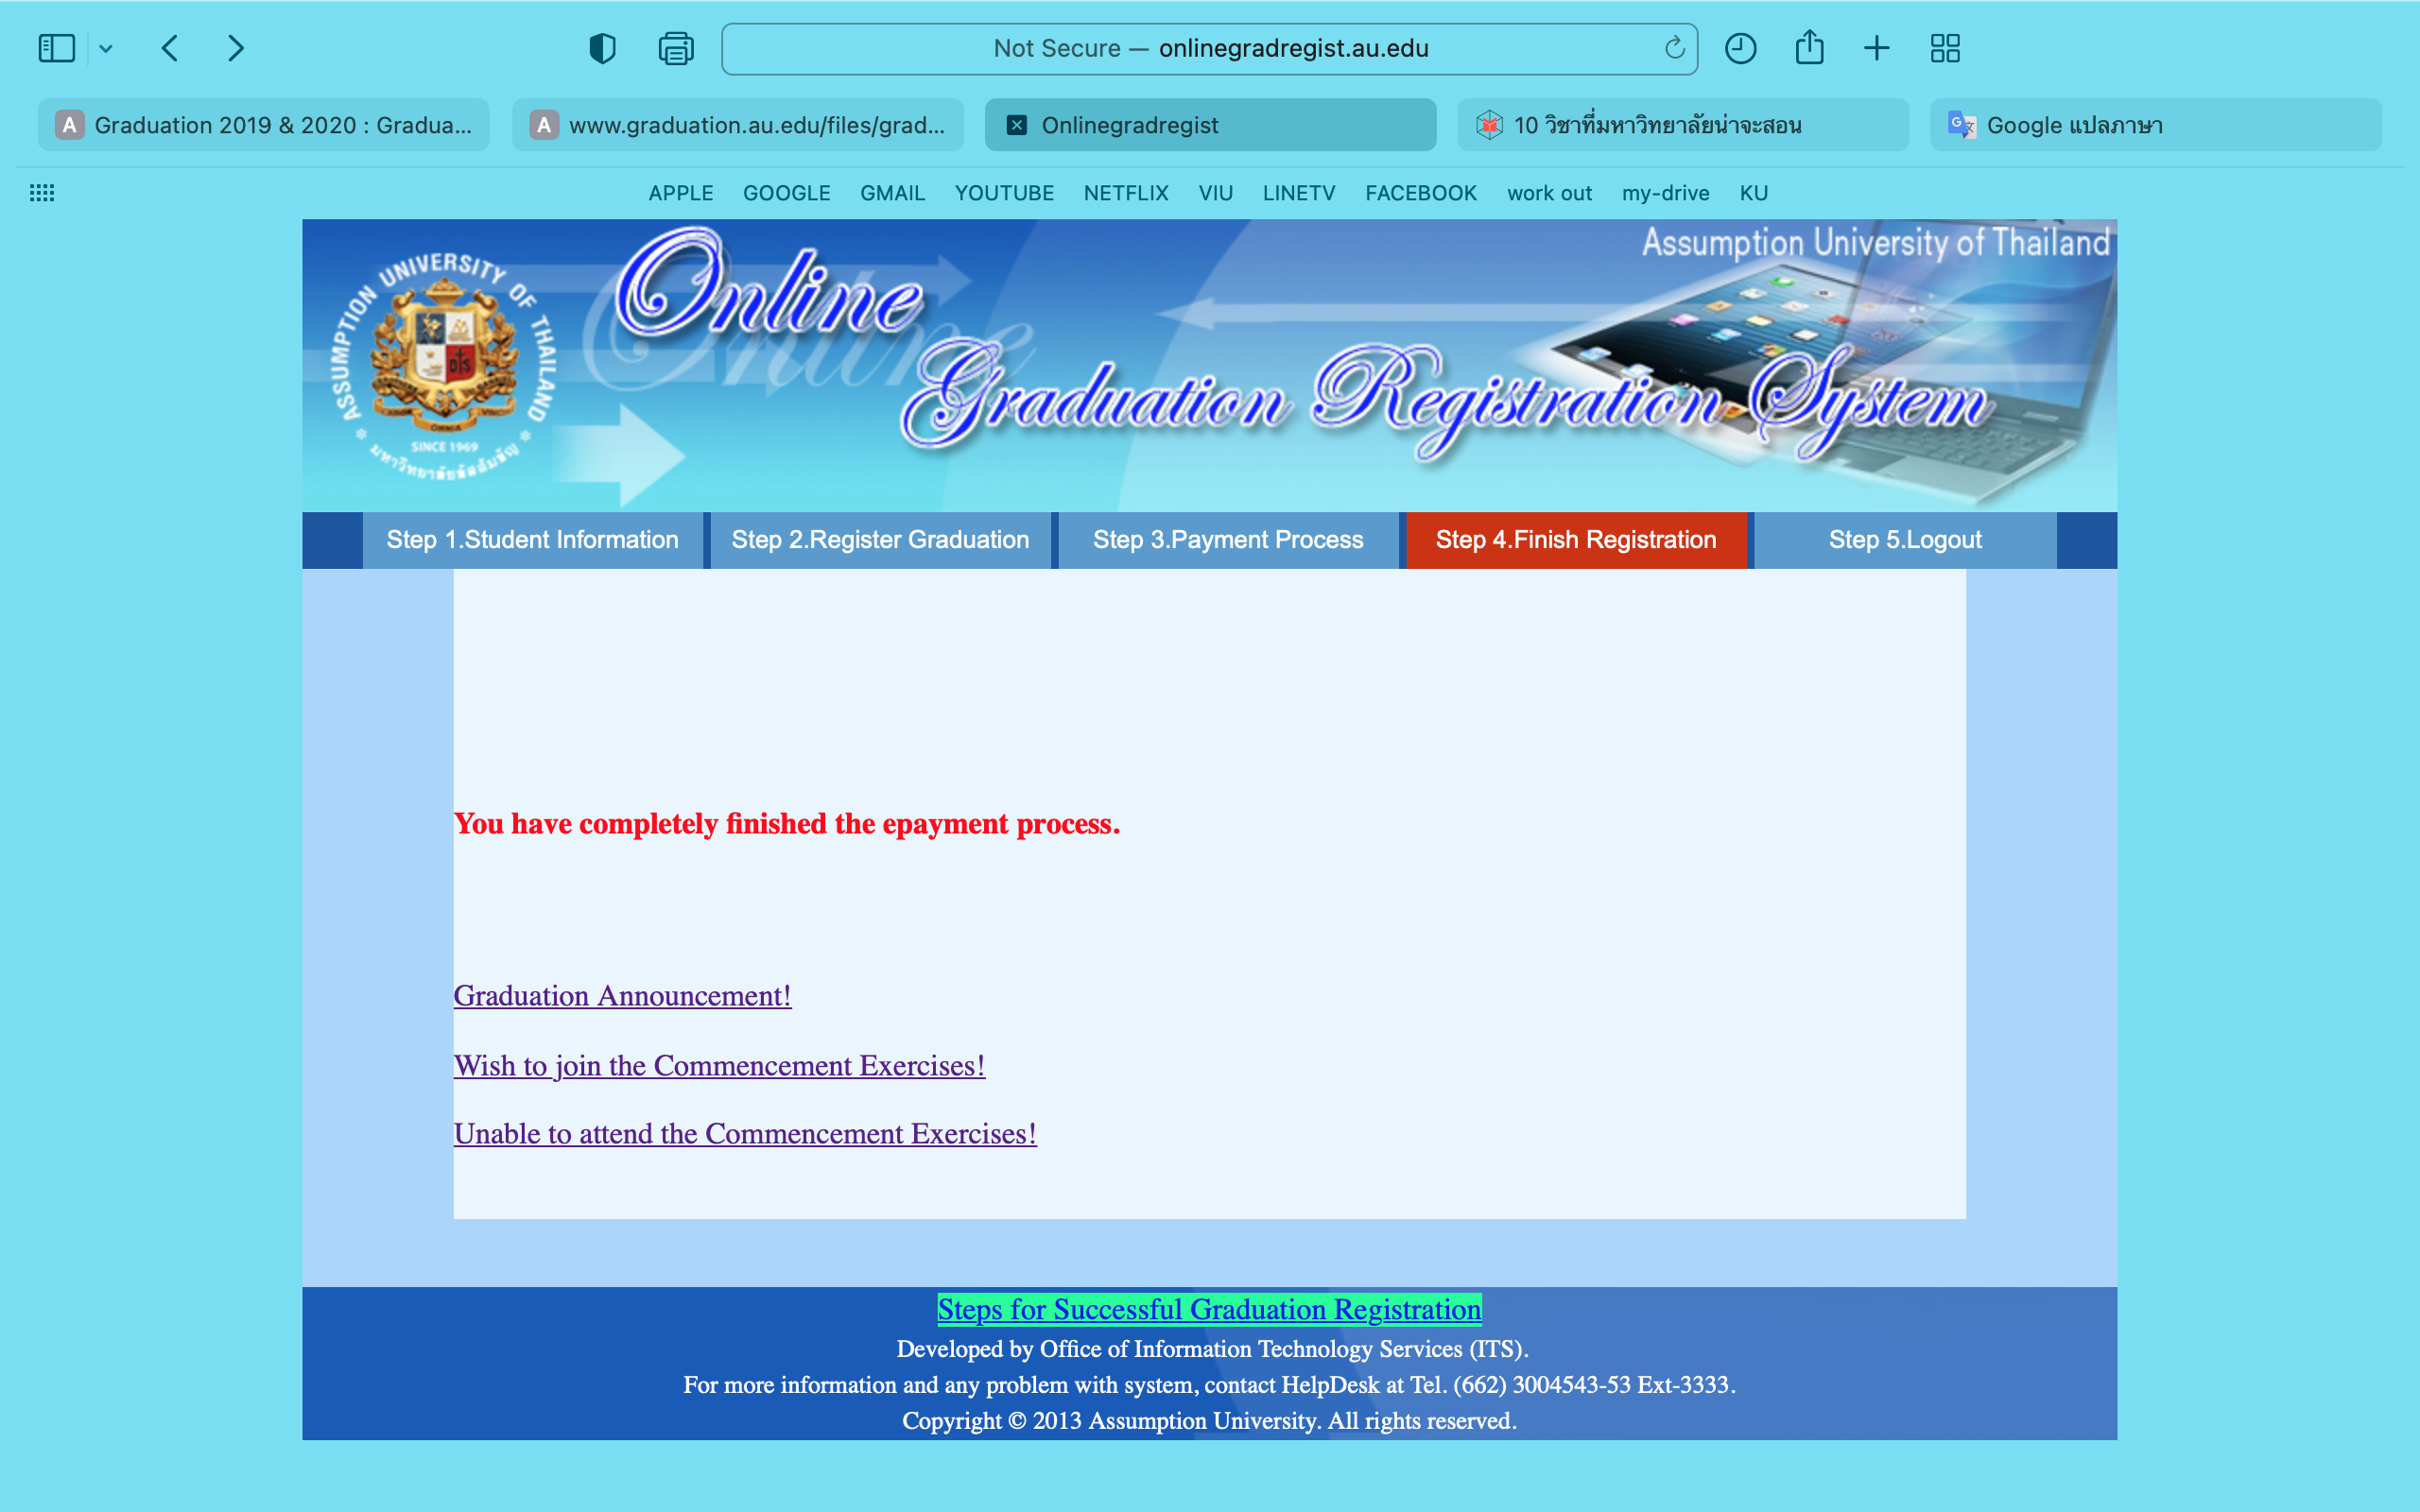 Not Secure — onlinegradregist.au.edu
A Graduation 2019 & 2020 : Gradua...
A www.graduation.au.edu/files/grad...
Onlinegradregist
10 วิชาที่มหาวิทยาลัยน่าจะสอน
Google แปลภาษา
APPLE GOOGLE GMAIL YOUTUBE NETFLIX VIU LINETV FACEBOOK work out my-drive KU
Assumption University of Thailand
ASSUMPTION UNIVERSITY OF THAILAND
SINCE 1969
มหาวิทยาลัยอัสสัมชัญ
Online
Online
Graduation Registration System
Step 1.Student Information
Step 2.Register Graduation
Step 3.Payment Process
Step 4.Finish Registration
Step 5.Logout
You have completely finished the epayment process.
Graduation Announcement!
Wish to join the Commencement Exercises!
Unable to attend the Commencement Exercises!
Steps for Successful Graduation Registration
Developed by Office of Information Technology Services (ITS).
For more information and any problem with system, contact HelpDesk at Tel. (662) 3004543-53 Ext-3333.
Copyright © 2013 Assumption University. All rights reserved.